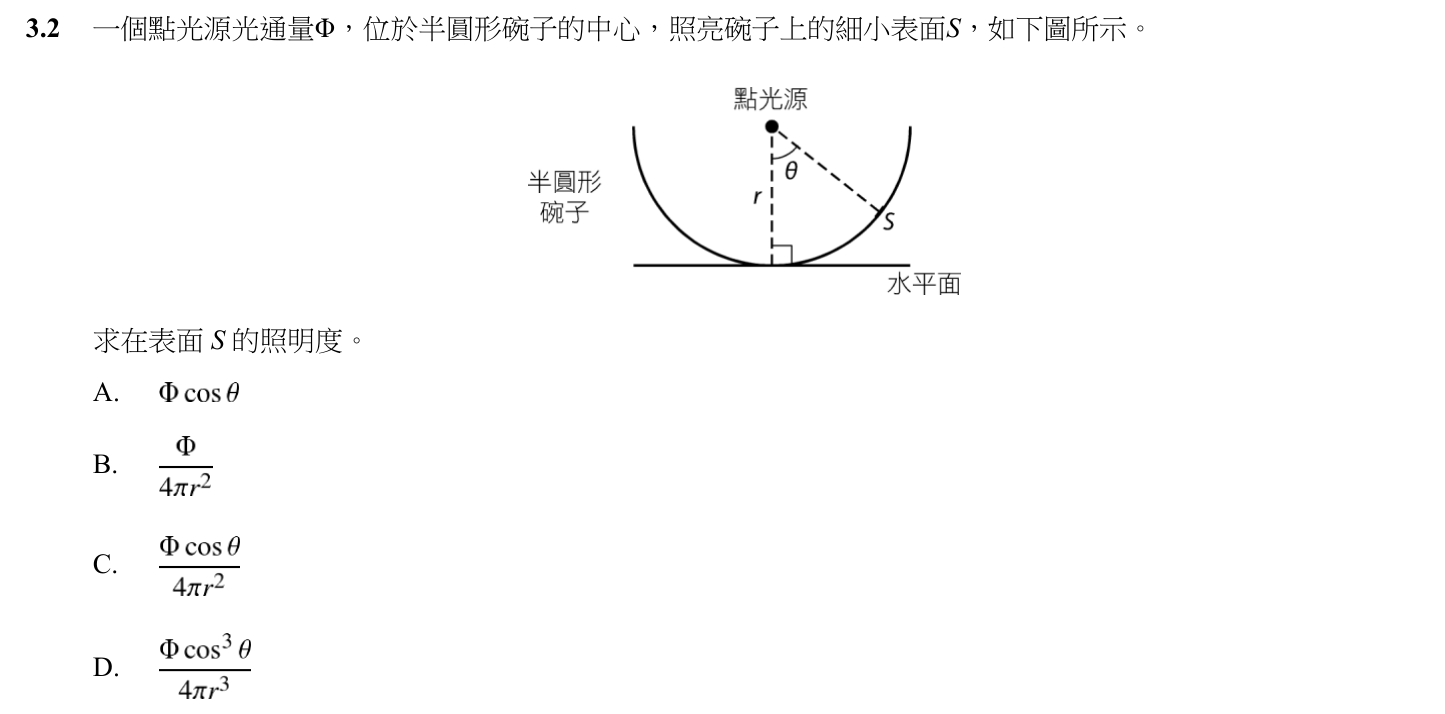 3.2 一個點光源光通量Φ，位於半圓形碗子的中心，照亮碗子上的細小表面S，如下圖所示。
點光源
θ
半圓形
碗子
r
S
水平面
求在表面 S 的照明度。
A. Φ cos θ
B. Φ / 4πr²
C. Φ cos θ / 4πr²
D. Φ cos³ θ / 4πr³